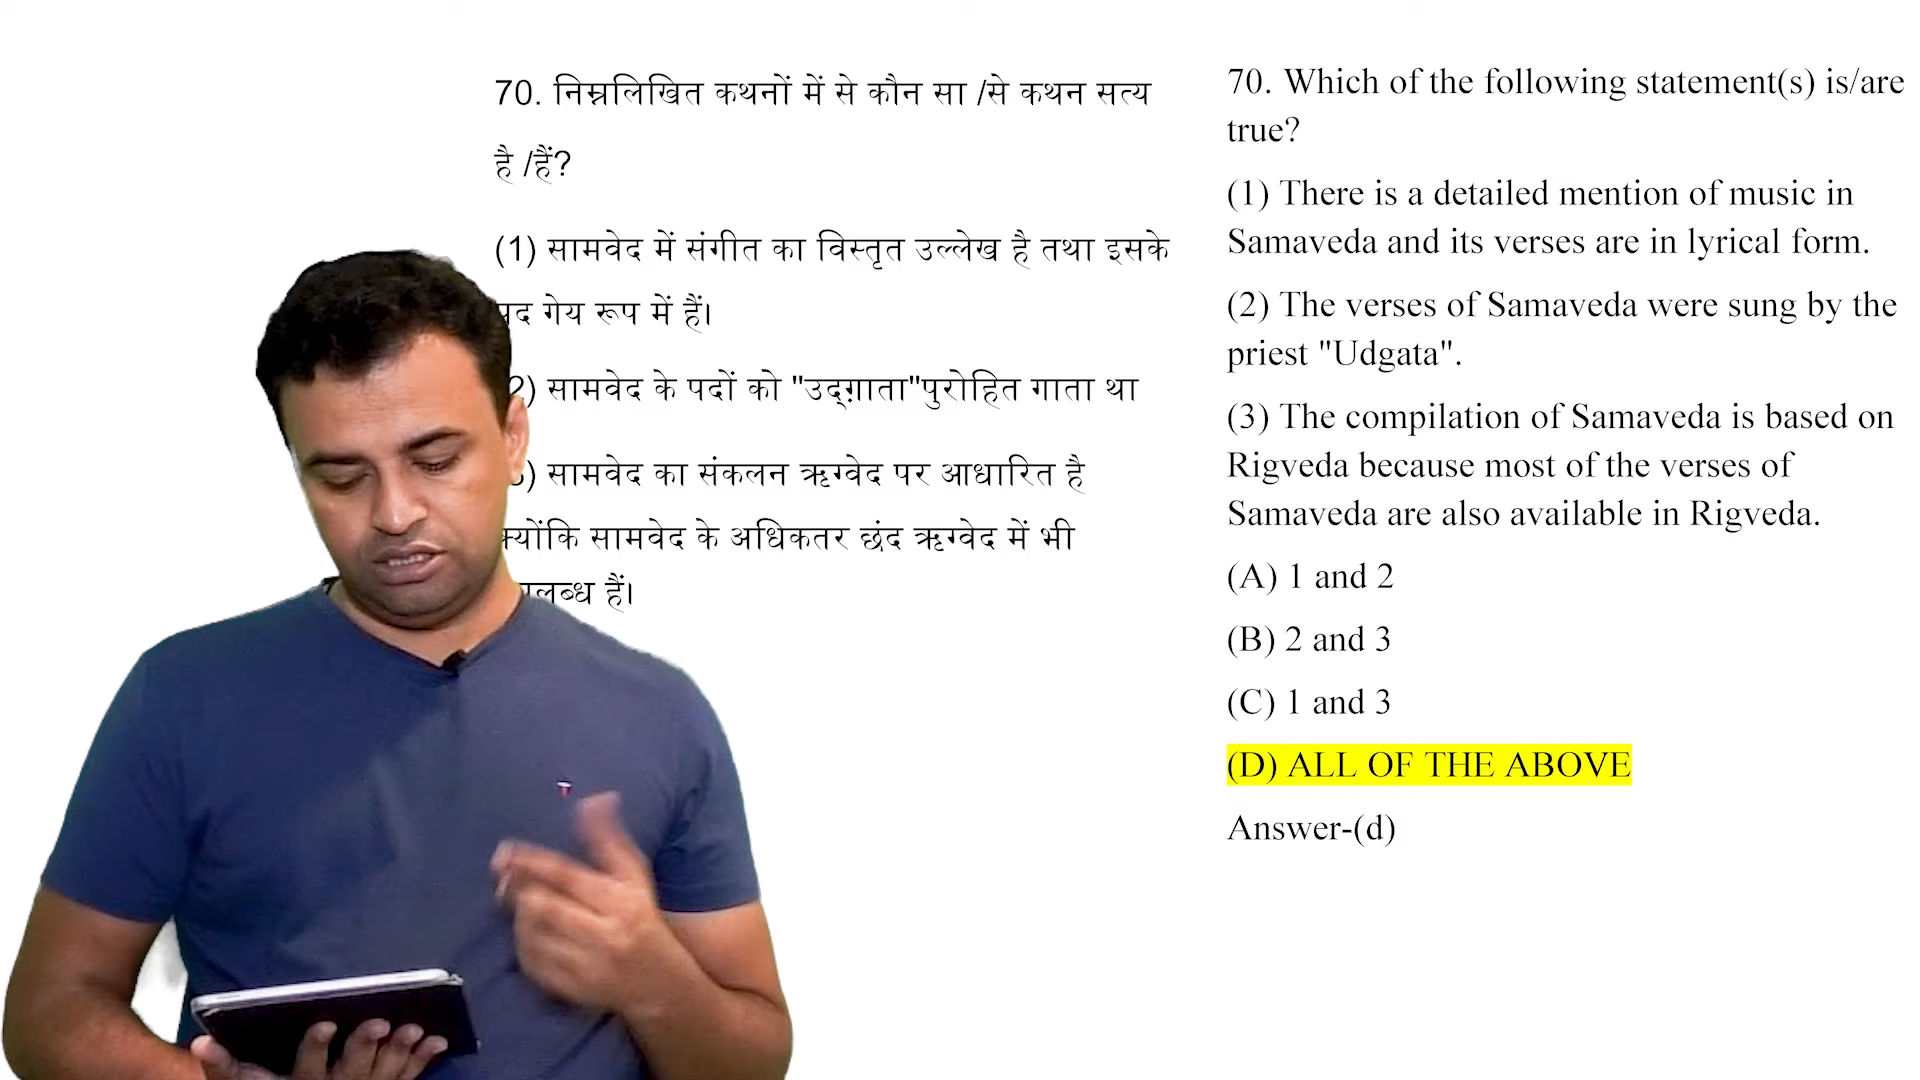 70. निम्नलिखित कथनों में से कौन सा /से कथन सत्य
है /हैं?
(1) सामवेद में संगीत का विस्तृत उल्लेख है तथा इसके
गेय रूप में हैं।
2) सामवेद के पदों को "उद्ग़ाता"पुरोहित गाता था
) सामवेद का संकलन ऋग्वेद पर आधारित है
क्योंकि सामवेद के अधिकतर छंद ऋग्वेद में भी
हैं।
70. Which of the following statement(s) is/are
true?
(1) There is a detailed mention of music in
Samaveda and its verses are in lyrical form.
(2) The verses of Samaveda were sung by the
priest "Udgata".
(3) The compilation of Samaveda is based on
Rigveda because most of the verses of
Samaveda are also available in Rigveda.
(A) 1 and 2
(B) 2 and 3
(C) 1 and 3
(D) ALL OF THE ABOVE
Answer-(d)